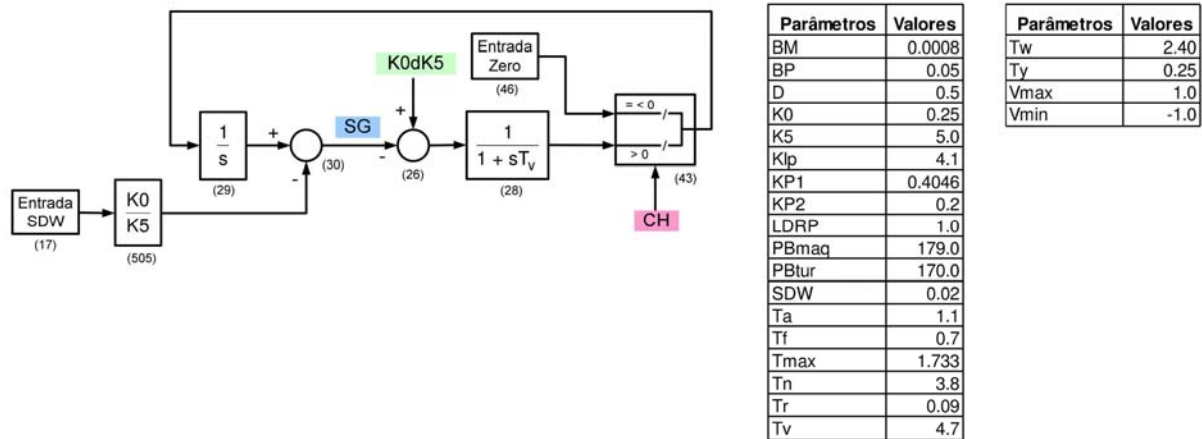 Entrada
Zero
(46)
K0dK5
+
-
= < 0
> 0
(43)
CH
1
s
(29)
+
-
(30)
SG
(26)
1
1 + sTv
(28)
Entrada
SDW
(17)
K0
K5
(505)
Parâmetros Valores
BM 0.0008
BP 0.05
D 0.5
K0 0.25
K5 5.0
Klp 4.1
KP1 0.4046
KP2 0.2
LDRP 1.0
PBmaq 179.0
PBtur 170.0
SDW 0.02
Ta 1.1
Tf 0.7
Tmax 1.733
Tn 3.8
Tr 0.09
Tv 4.7
Parâmetros Valores
Tw 2.40
Ty 0.25
Vmax 1.0
Vmin -1.0